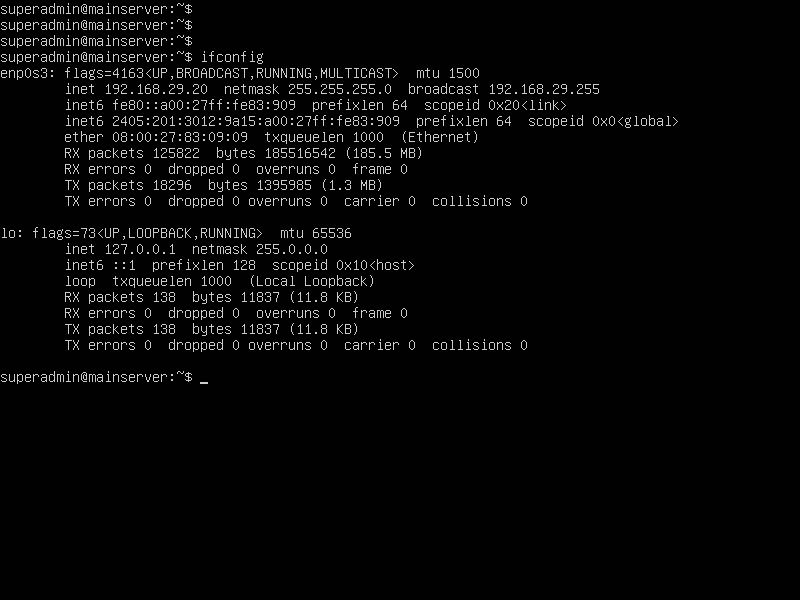 superadmin@mainserver:~$
superadmin@mainserver:~$
superadmin@mainserver:~$
superadmin@mainserver:~$ ifconfig
enp0s3: flags=4163<UP,BROADCAST,RUNNING,MULTICAST>  mtu 1500
        inet 192.168.29.20  netmask 255.255.255.0  broadcast 192.168.29.255
        inet6 fe80::a00:27ff:fe83:909  prefixlen 64  scopeid 0x20<link>
        inet6 2405:201:3012:9a15:a00:27ff:fe83:909  prefixlen 64  scopeid 0x0<global>
        ether 08:00:27:83:09:09  txqueuelen 1000  (Ethernet)
        RX packets 125822  bytes 185516542 (185.5 MB)
        RX errors 0  dropped 0  overruns 0  frame 0
        TX packets 18296  bytes 1395985 (1.3 MB)
        TX errors 0  dropped 0 overruns 0  carrier 0  collisions 0

lo: flags=73<UP,LOOPBACK,RUNNING>  mtu 65536
        inet 127.0.0.1  netmask 255.0.0.0
        inet6 ::1  prefixlen 128  scopeid 0x10<host>
        loop  txqueuelen 1000  (Local Loopback)
        RX packets 138  bytes 11837 (11.8 KB)
        RX errors 0  dropped 0  overruns 0  frame 0
        TX packets 138  bytes 11837 (11.8 KB)
        TX errors 0  dropped 0 overruns 0  carrier 0  collisions 0

superadmin@mainserver:~$ _